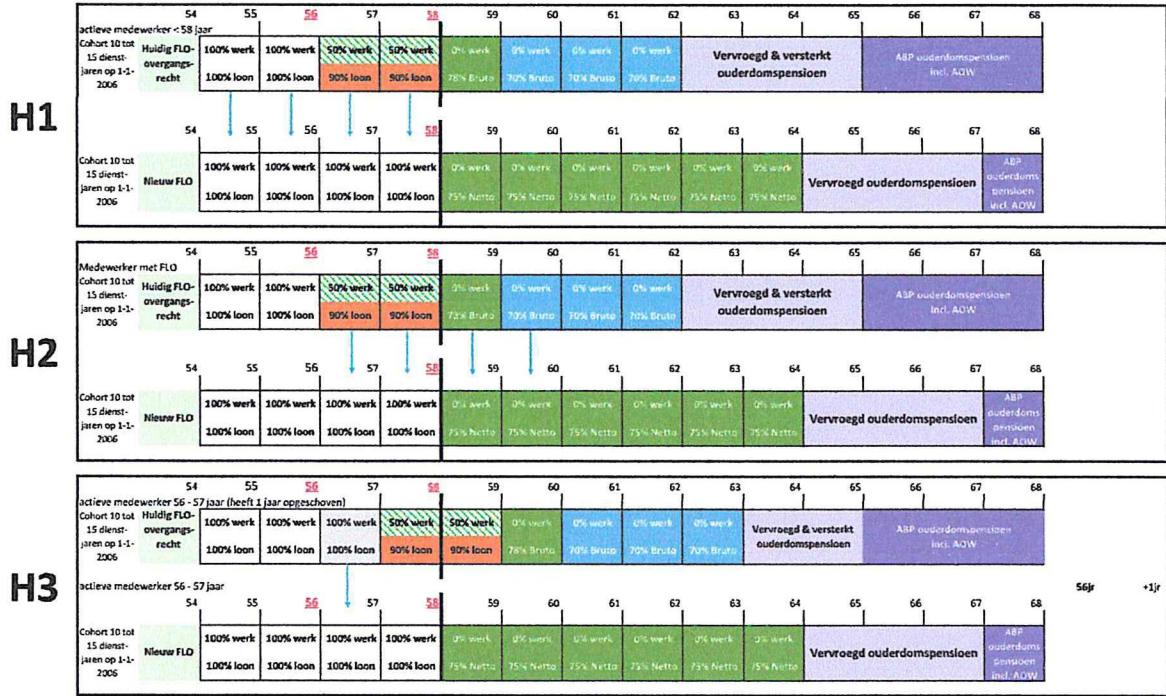 H1
54 55 56 57 58 59 60 61 62 63 64 65 66 67 68
actieve medewerker < 58 jaar
Cohort 10 tot 15 dienst-jaren op 1-1-2006
Huidig FLO-overgangs-recht
100% werk 100% werk 50% werk 50% werk 0% werk 0% werk 0% werk 0% werk
100% loon 100% loon 90% loon 90% loon 78% Bruto 70% Bruto 70% Bruto 70% Bruto
Vervroegd & versterkt ouderdomspensioen
ABP ouderdomspensioen incl. AOW
54 55 56 57 58 59 60 61 62 63 64 65 66 67 68
Cohort 10 tot 15 dienst-jaren op 1-1-2006
Nieuw FLO
100% werk 100% werk 100% werk 100% werk 0% werk 0% werk 0% werk 0% werk 0% werk 0% werk
100% loon 100% loon 100% loon 100% loon 75% Netto 75% Netto 75% Netto 75% Netto 75% Netto 75% Netto
Vervroegd ouderdomspensioen
ABP ouderdoms pensioen incl. AOW
H2
54 55 56 57 58 59 60 61 62 63 64 65 66 67 68
Medewerker met FLO
Cohort 10 tot 15 dienst-jaren op 1-1-2006
Huidig FLO-overgangs-recht
100% werk 100% werk 50% werk 50% werk 0% werk 0% werk 0% werk 0% werk
100% loon 100% loon 90% loon 90% loon 78% Bruto 70% Bruto 70% Bruto 70% Bruto
Vervroegd & versterkt ouderdomspensioen
ABP ouderdomspensioen incl. AOW
54 55 56 57 58 59 60 61 62 63 64 65 66 67 68
Cohort 10 tot 15 dienst-jaren op 1-1-2006
Nieuw FLO
100% werk 100% werk 100% werk 100% werk 0% werk 0% werk 0% werk 0% werk 0% werk 0% werk
100% loon 100% loon 100% loon 100% loon 75% Netto 75% Netto 75% Netto 75% Netto 75% Netto 75% Netto
Vervroegd ouderdomspensioen
ABP ouderdoms pensioen incl. AOW
H3
54 55 56 57 58 59 60 61 62 63 64 65 66 67 68
actieve medewerker 56 - 57 jaar (heeft 1 jaar opgeschoven)
Cohort 10 tot 15 dienst-jaren op 1-1-2006
Huidig FLO-overgangs-recht
100% werk 100% werk 100% werk 50% werk 50% werk 0% werk 0% werk 0% werk 0% werk
100% loon 100% loon 100% loon 90% loon 90% loon 78% Bruto 70% Bruto 70% Bruto 70% Bruto
Vervroegd & versterkt ouderdomspensioen
ABP ouderdomspensioen incl. AOW
actieve medewerker 56 - 57 jaar
56jr +1jr
54 55 56 57 58 59 60 61 62 63 64 65 66 67 68
Cohort 10 tot 15 dienst-jaren op 1-1-2006
Nieuw FLO
100% werk 100% werk 100% werk 100% werk 0% werk 0% werk 0% werk 0% werk 0% werk 0% werk
100% loon 100% loon 100% loon 100% loon 75% Netto 75% Netto 75% Netto 75% Netto 75% Netto 75% Netto
Vervroegd ouderdomspensioen
ABP ouderdoms pensioen incl. AOW